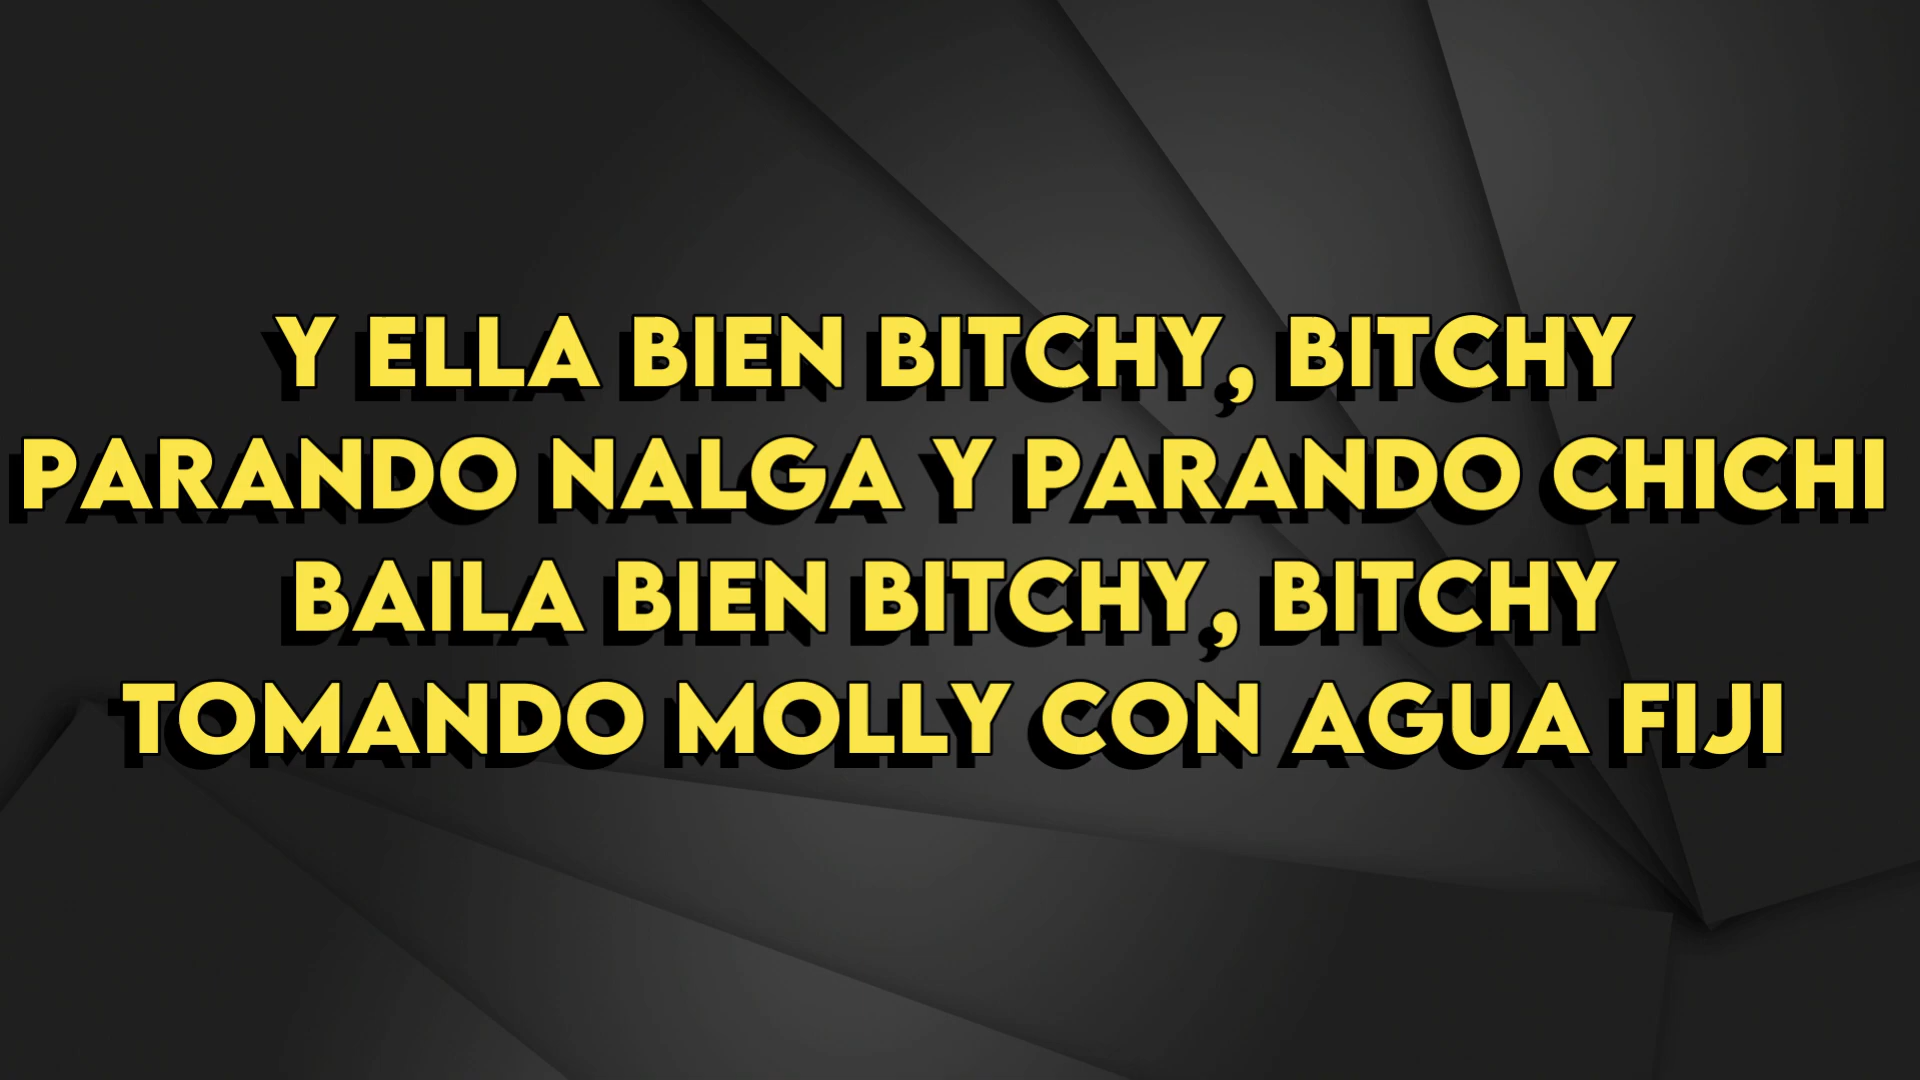 Y ELLA BIEN BITCHY, BITCHY
PARANDO NALGA Y PARANDO CHICHI
BAILA BIEN BITCHY, BITCHY
TOMANDO MOLLY CON AGUA FIJI